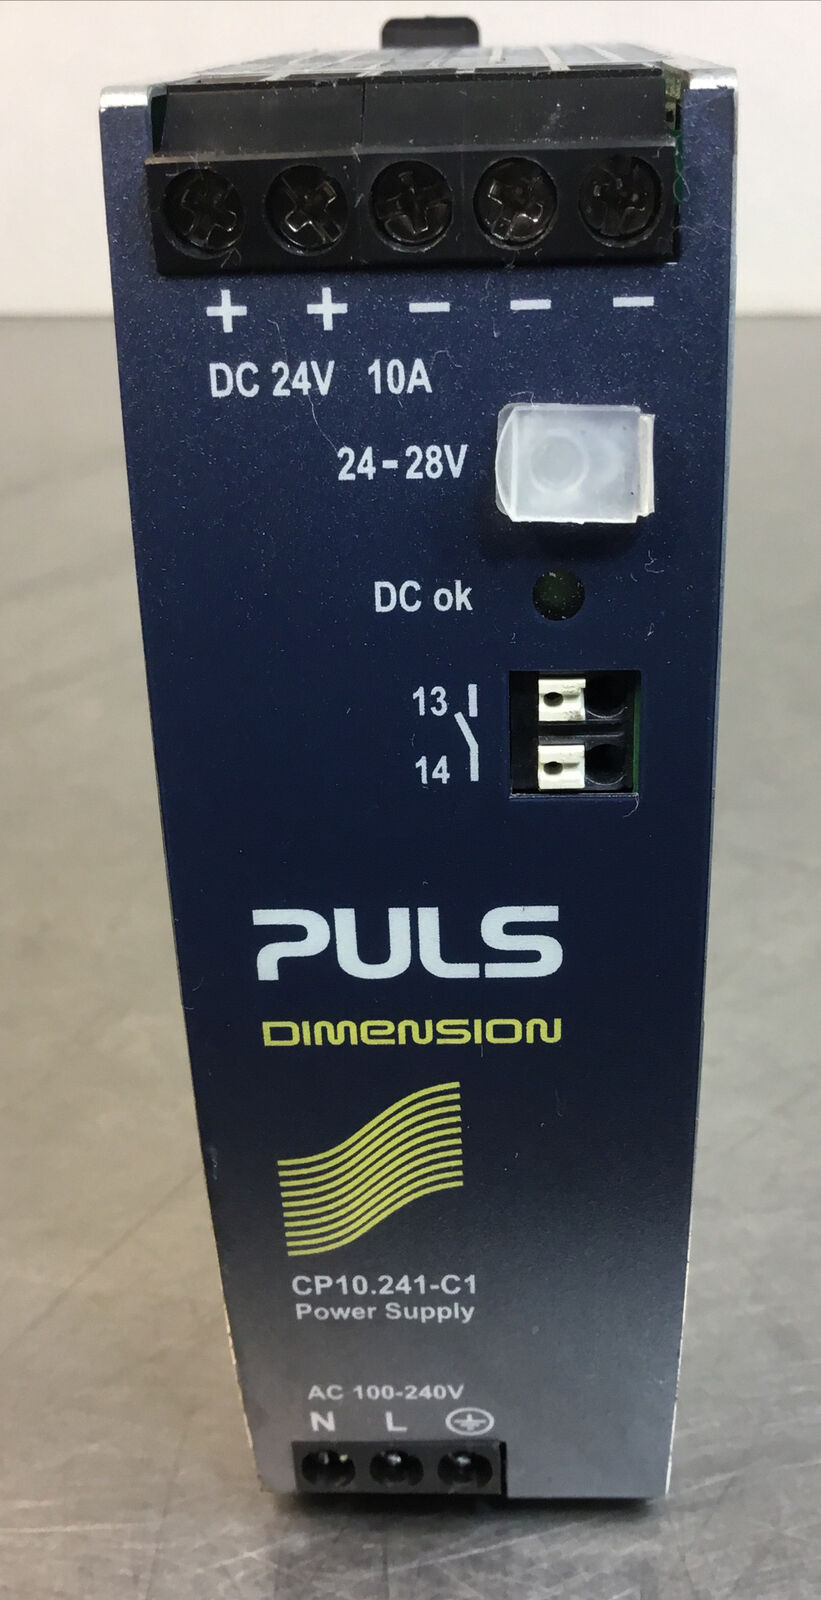 + + − − −
DC 24V 10A
24-28V
DC ok
13
14
PULS
DIMENSION
CP10.241-C1
Power Supply
AC 100-240V
N L